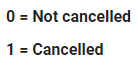 0 = Not cancelled
1 = Cancelled